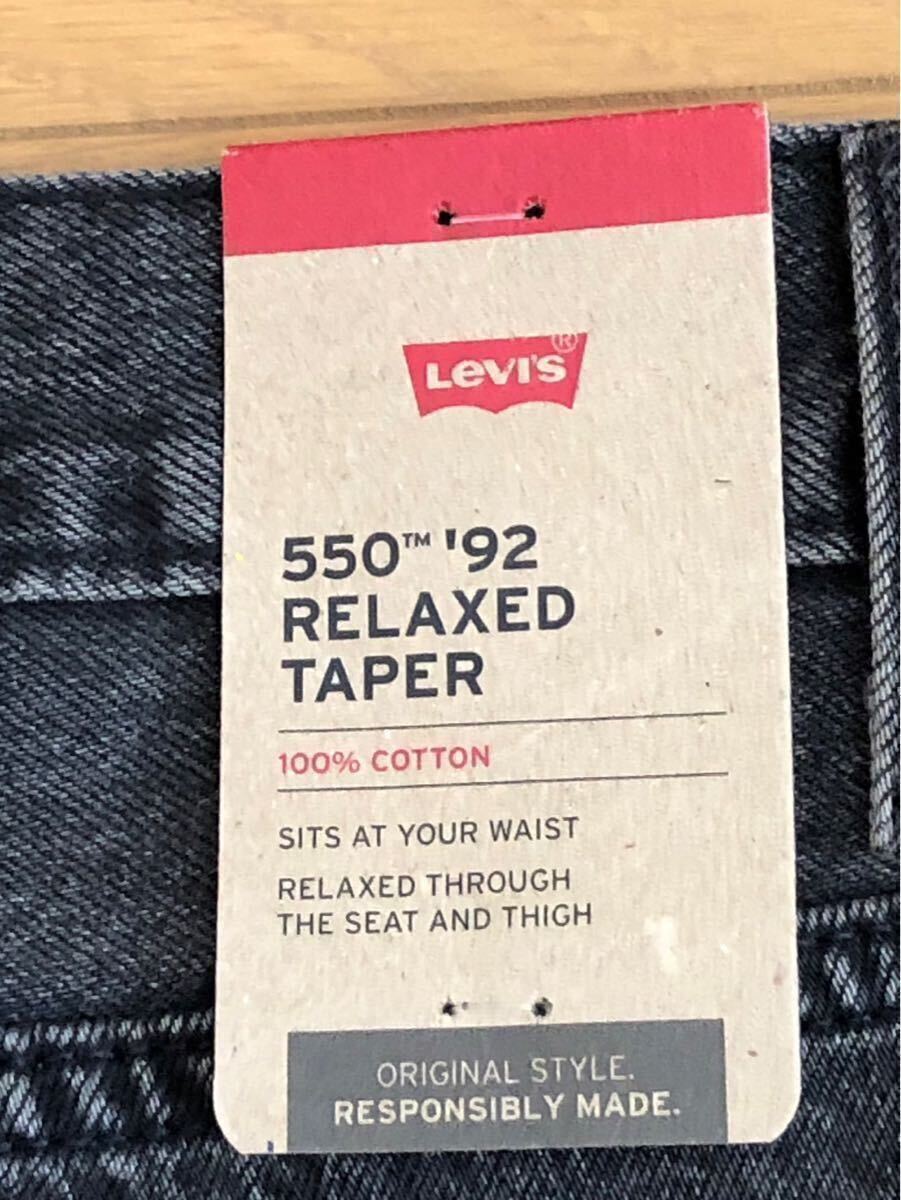 LEVI'S®
550™ '92
RELAXED
TAPER
100% COTTON
SITS AT YOUR WAIST
RELAXED THROUGH
THE SEAT AND THIGH
ORIGINAL STYLE.
RESPONSIBLY MADE.